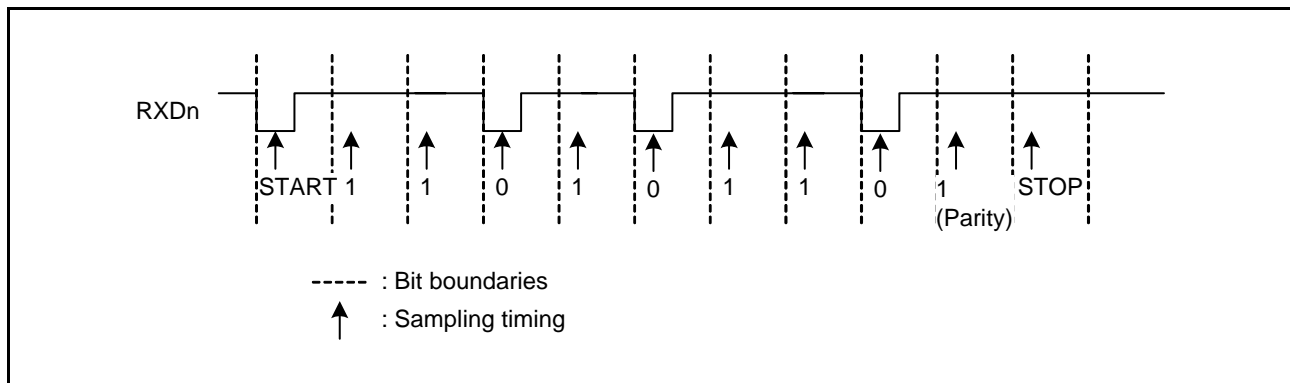 RXDn
START 1 1 0 1 0 1 1 0 1 STOP
(Parity)
: Bit boundaries
: Sampling timing